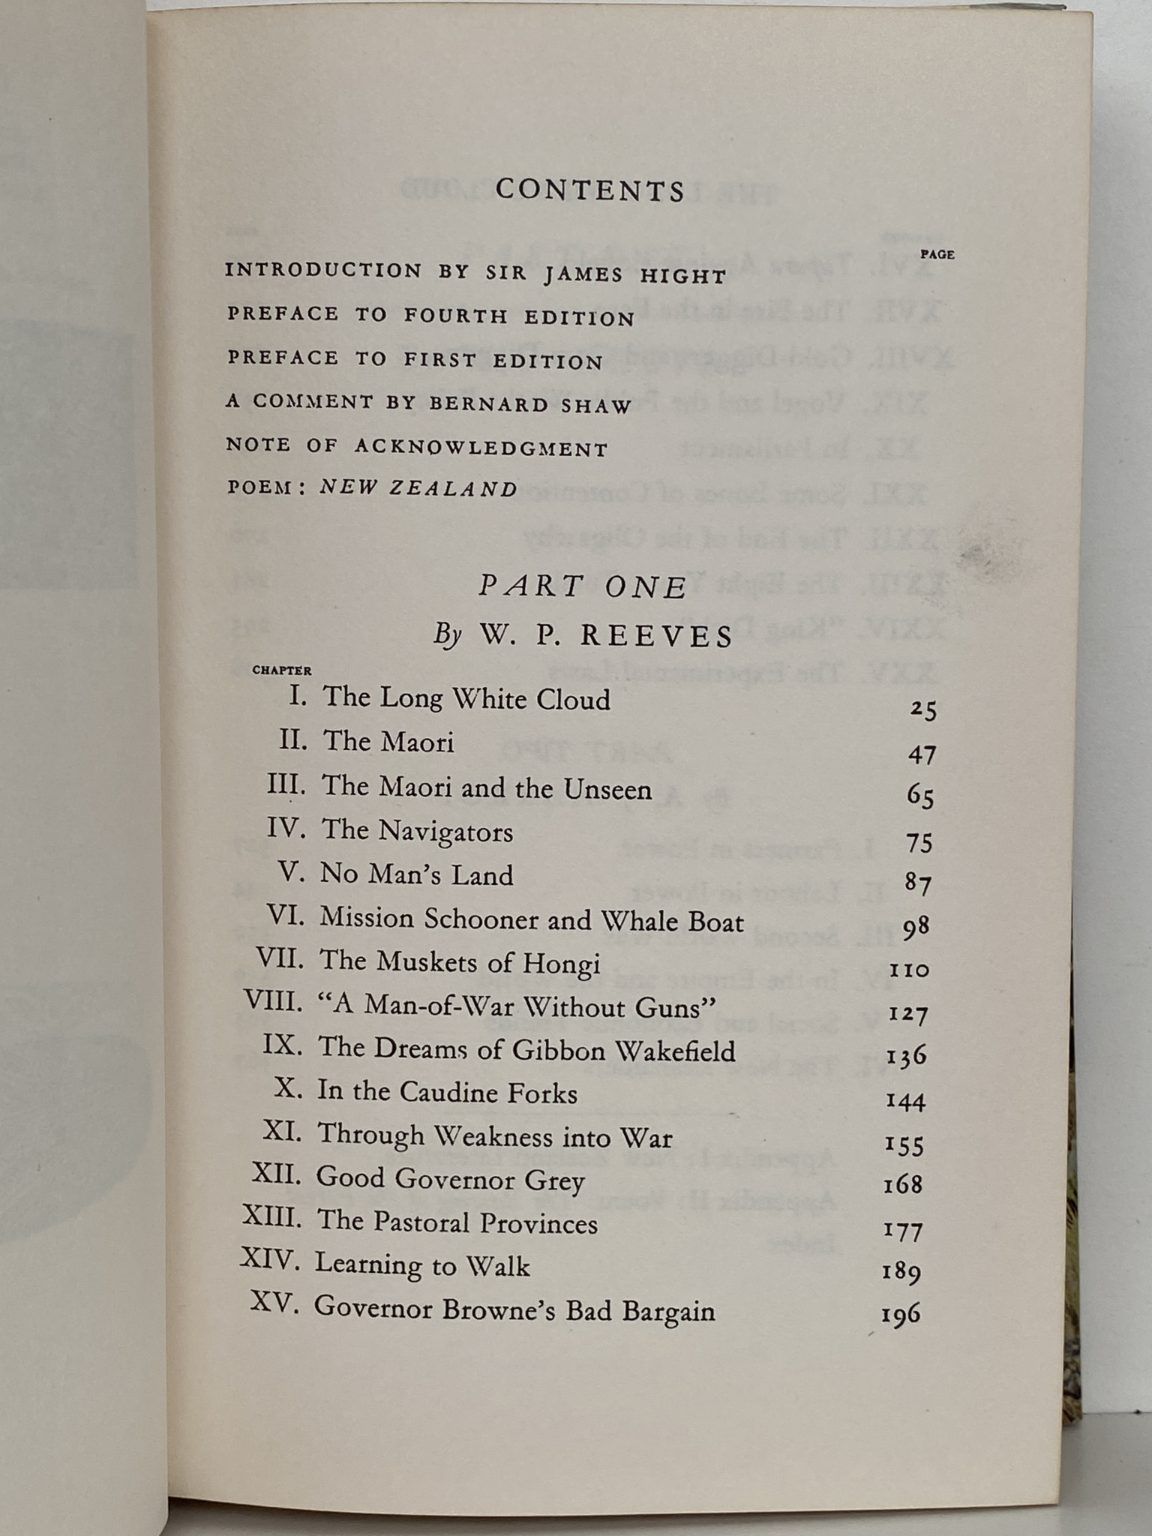 CONTENTS
PAGE
INTRODUCTION BY SIR JAMES HIGHT
PREFACE TO FOURTH EDITION
PREFACE TO FIRST EDITION
A COMMENT BY BERNARD SHAW
NOTE OF ACKNOWLEDGMENT
POEM: NEW ZEALAND
PART ONE
By W. P. REEVES
CHAPTER
I. The Long White Cloud 25
II. The Maori 47
III. The Maori and the Unseen 65
IV. The Navigators 75
V. No Man's Land 87
VI. Mission Schooner and Whale Boat 98
VII. The Muskets of Hongi 110
VIII. “A Man-of-War Without Guns” 127
IX. The Dreams of Gibbon Wakefield 136
X. In the Caudine Forks 144
XI. Through Weakness into War 155
XII. Good Governor Grey 168
XIII. The Pastoral Provinces 177
XIV. Learning to Walk 189
XV. Governor Browne's Bad Bargain 196